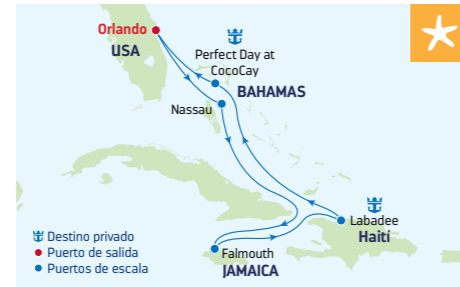 Orlando
USA
Perfect Day at
CocoCay
BAHAMAS
Nassau
Labadee
Haití
Falmouth
JAMAICA
Destino privado
Puerto de salida
Puertos de escala